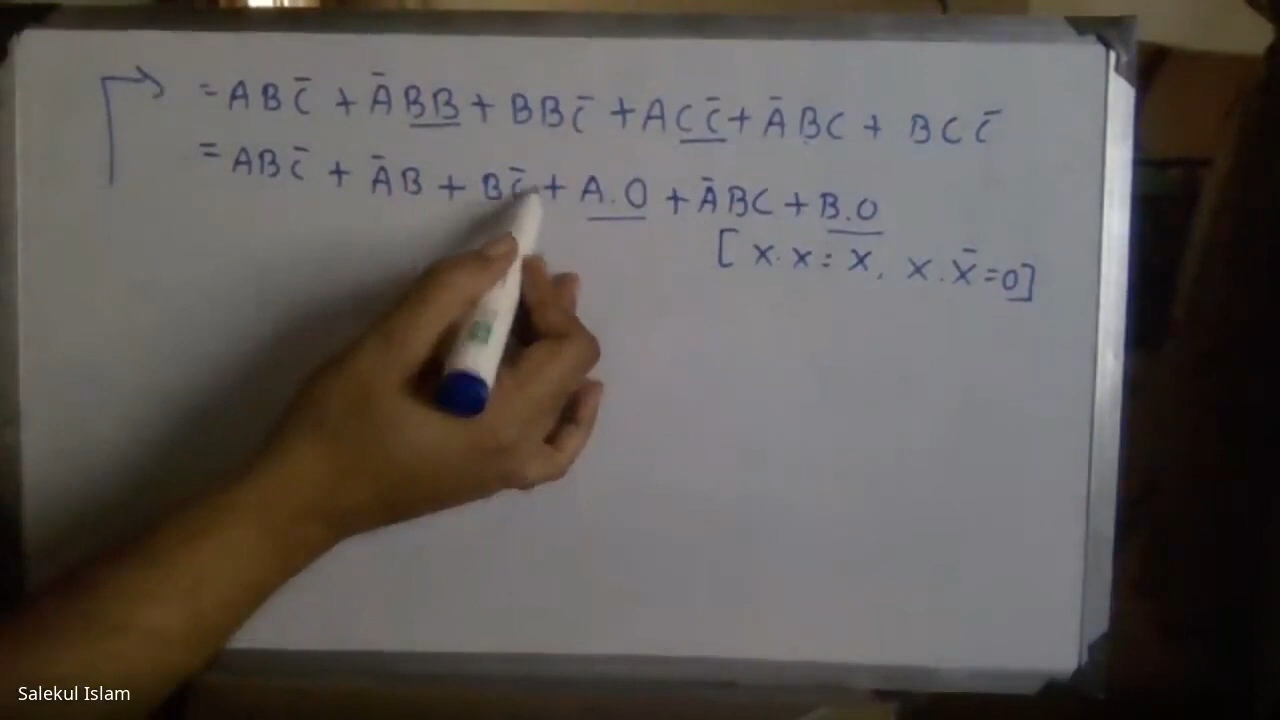 = ABC̄ + ĀBB + BBC̄ + ACC̄ + ĀBC + BCC̄
= ABC̄ + ĀB + BC̄ + A.0 + ĀBC + B.0
[ X.X = X, X.X̄ = 0]
Salekul Islam